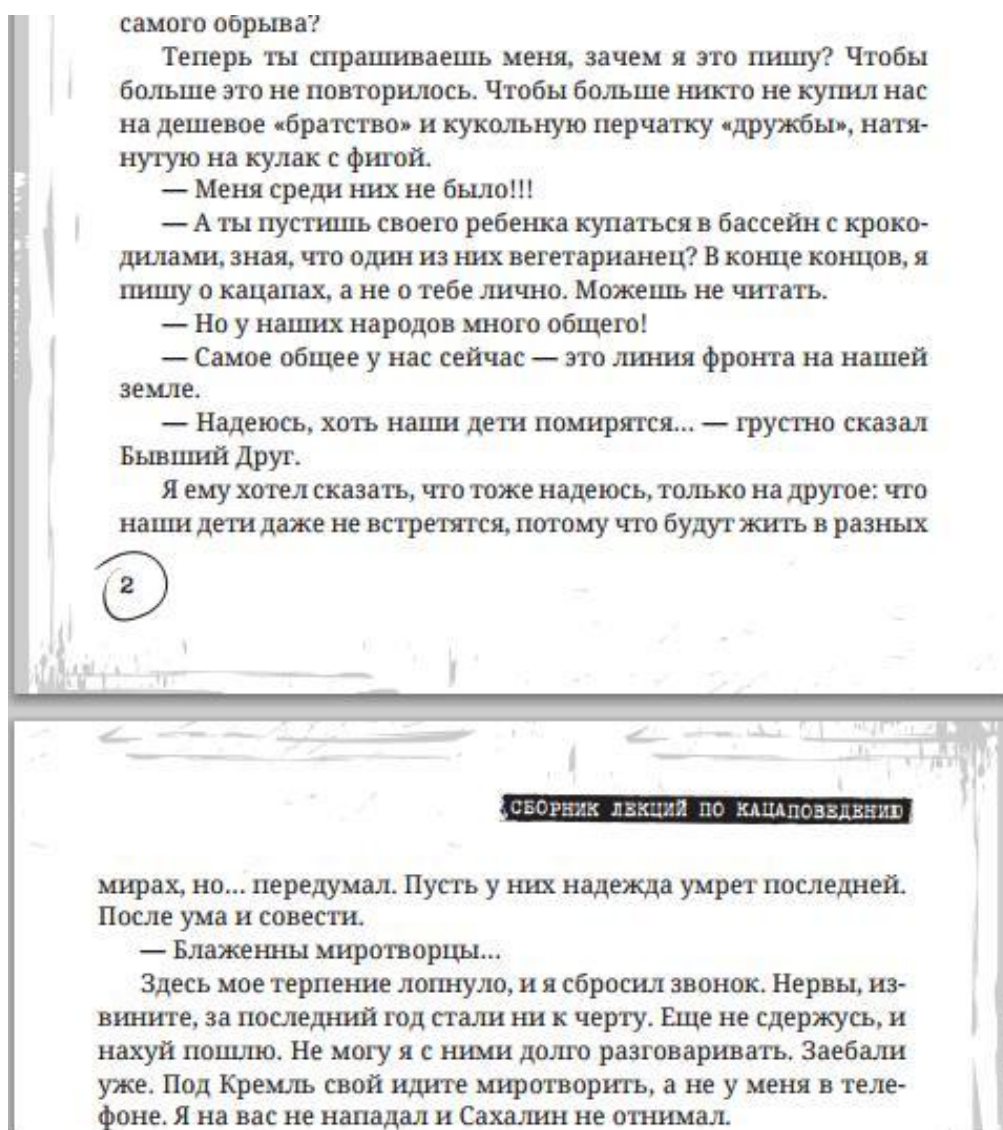 самого обрыва?
Теперь ты спрашиваешь меня, зачем я это пишу? Чтобы
больше это не повторилось. Чтобы больше никто не купил нас
на дешевое «братство» и кукольную перчатку «дружбы», натя-
нутую на кулак с фигой.
— Меня среди них не было!!!
— А ты пустишь своего ребенка купаться в бассейн с кроко-
дилами, зная, что один из них вегетарианец? В конце концов, я
пишу о кацапах, а не о тебе лично. Можешь не читать.
— Но у наших народов много общего!
— Самое общее у нас сейчас — это линия фронта на нашей
земле.
— Надеюсь, хоть наши дети помирятся... — грустно сказал
Бывший Друг.
Я ему хотел сказать, что тоже надеюсь, только на другое: что
наши дети даже не встретятся, потому что будут жить в разных
2
СБОРНИК ЛЕКЦИЙ ПО КАЦАПОВЕДЕНИЮ
мирах, но... передумал. Пусть у них надежда умрет последней.
После ума и совести.
— Блаженны миротворцы...
Здесь мое терпение лопнуло, и я сбросил звонок. Нервы, из-
вините, за последний год стали ни к черту. Еще не сдержусь, и
нахуй пошлю. Не могу я с ними долго разговаривать. Заебали
уже. Под Кремль свой идите миротворить, а не у меня в теле-
фоне. Я на вас не нападал и Сахалин не отнимал.